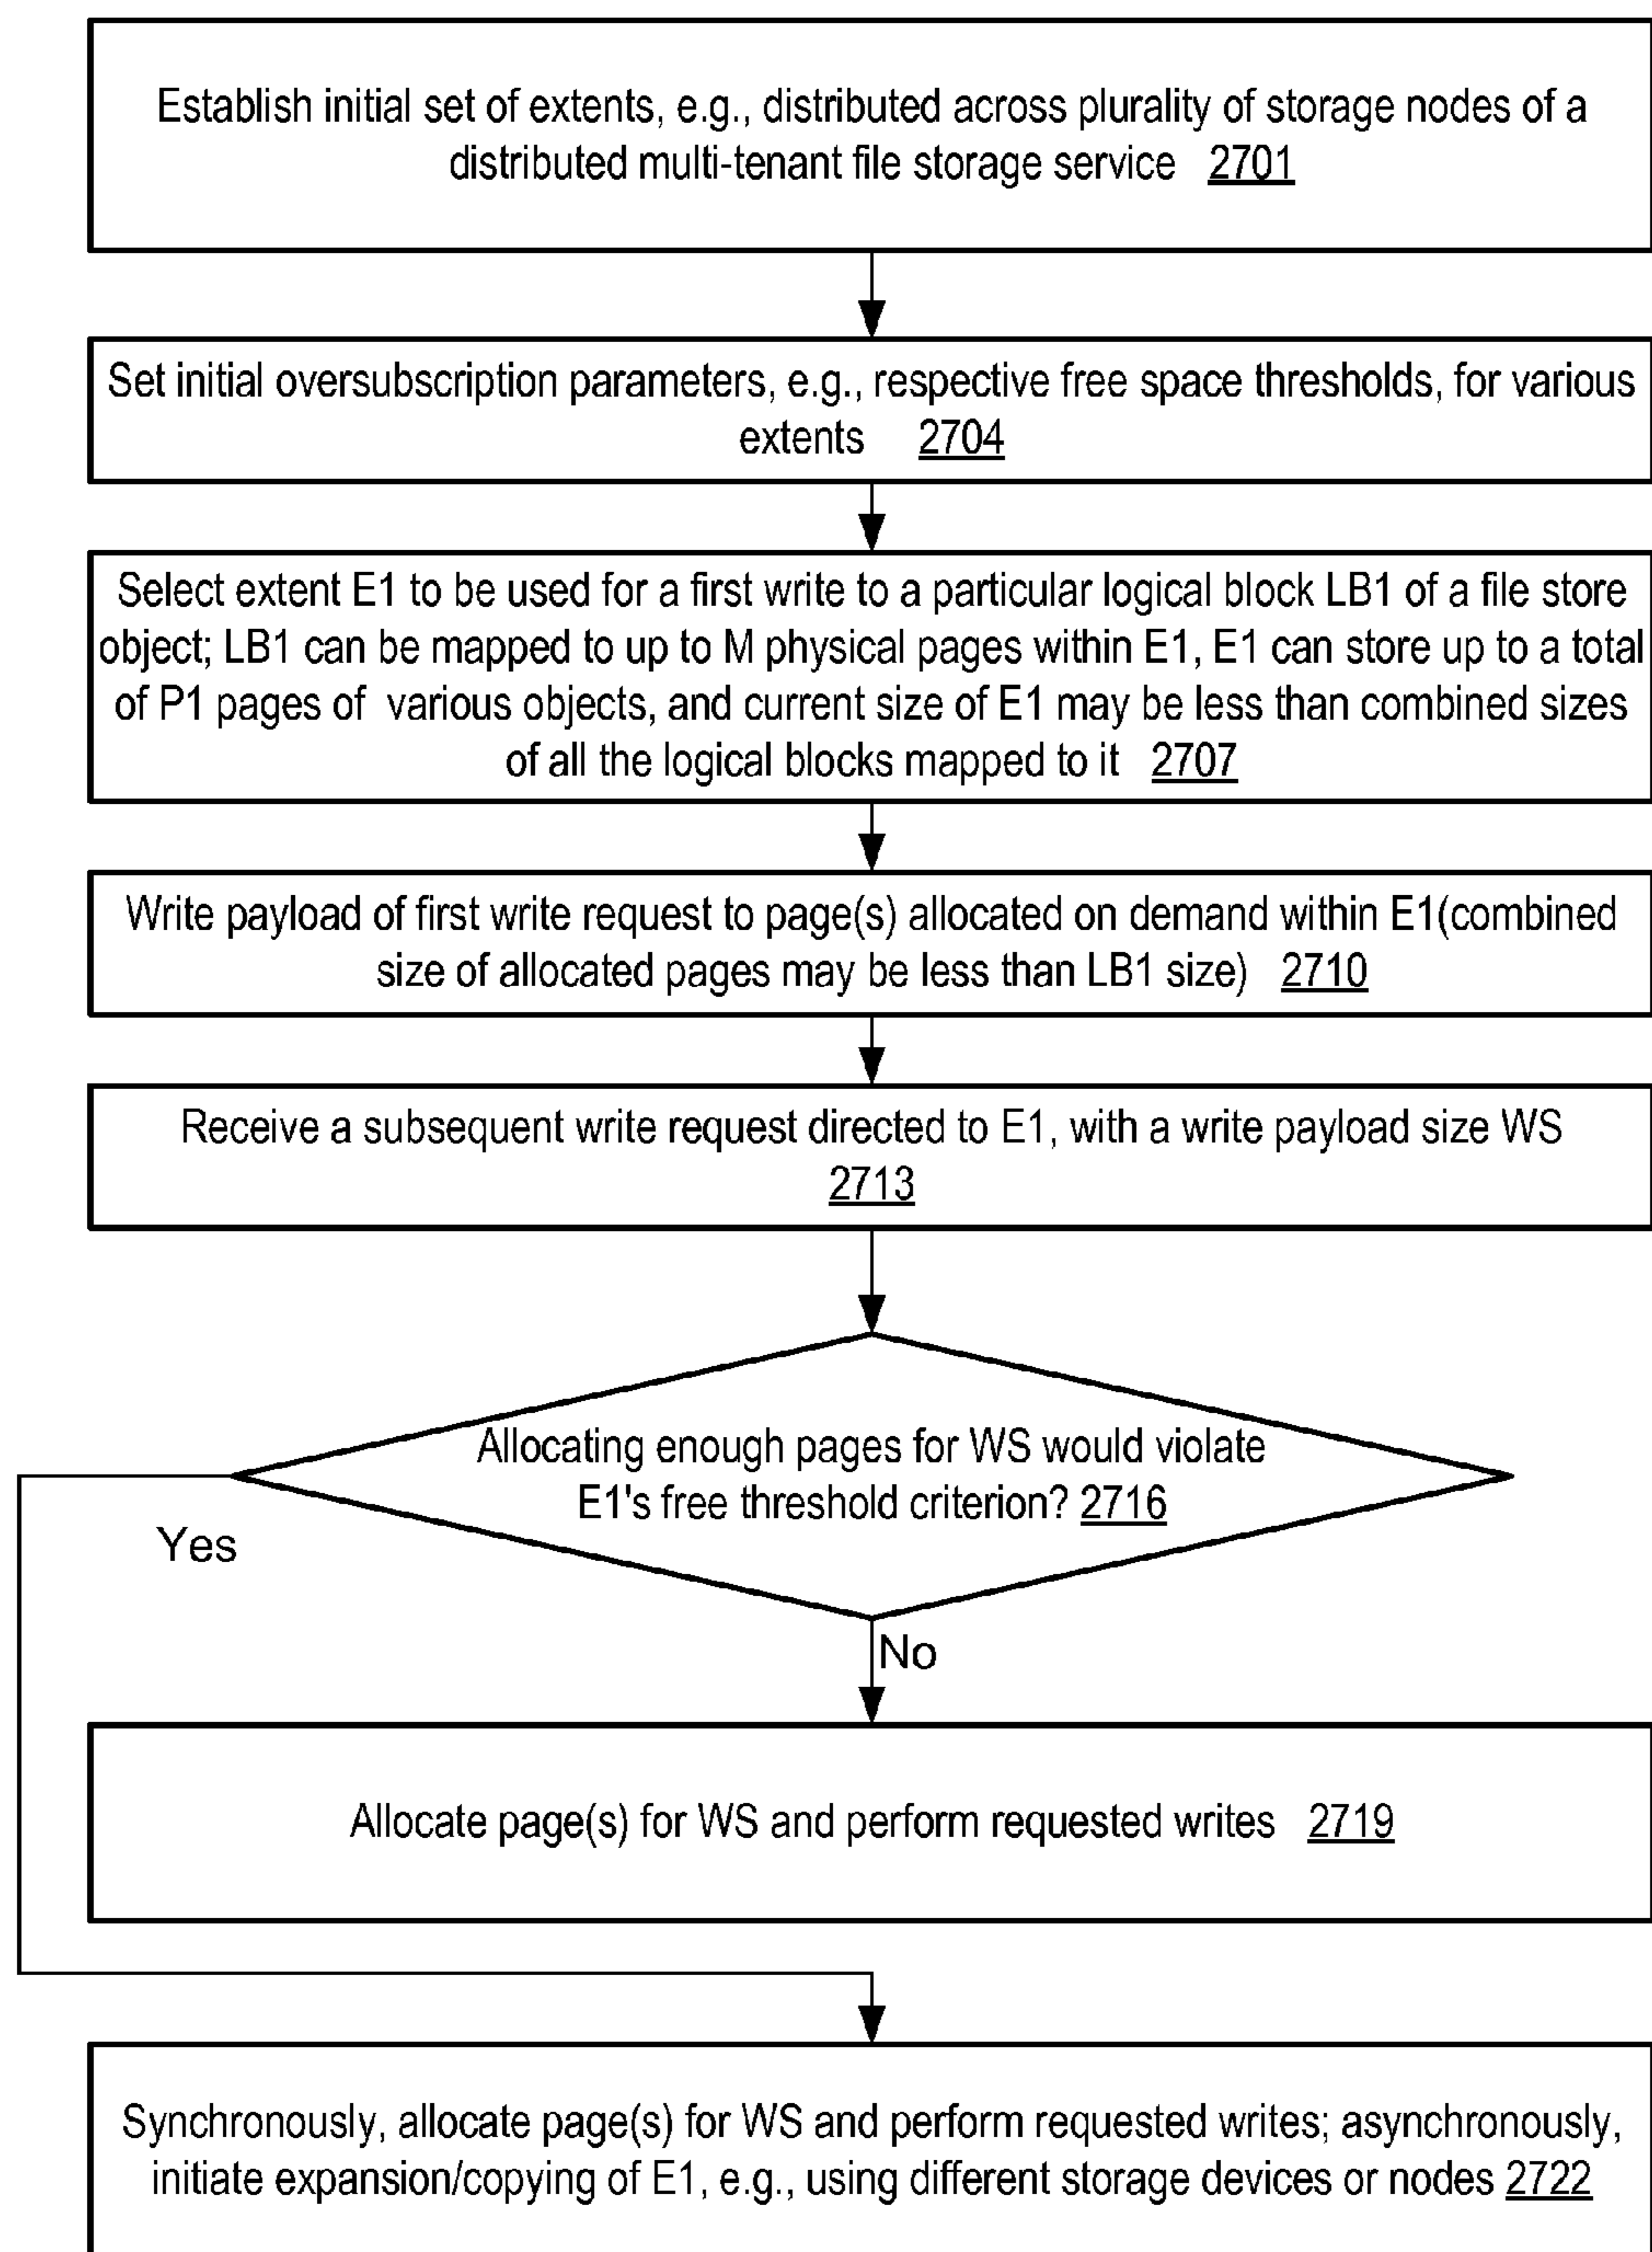 Establish initial set of extents, e.g., distributed across plurality of storage nodes of a
distributed multi-tenant file storage service 2701
Set initial oversubscription parameters, e.g., respective free space thresholds, for various
extents 2704
Select extent E1 to be used for a first write to a particular logical block LB1 of a file store
object; LB1 can be mapped to up to M physical pages within E1, E1 can store up to a total
of P1 pages of various objects, and current size of E1 may be less than combined sizes
of all the logical blocks mapped to it 2707
Write payload of first write request to page(s) allocated on demand within E1(combined
size of allocated pages may be less than LB1 size) 2710
Receive a subsequent write request directed to E1, with a write payload size WS
2713
Allocating enough pages for WS would violate
E1's free threshold criterion? 2716
Yes
No
Allocate page(s) for WS and perform requested writes 2719
Synchronously, allocate page(s) for WS and perform requested writes; asynchronously,
initiate expansion/copying of E1, e.g., using different storage devices or nodes 2722